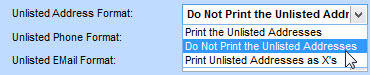 Unlisted Address Format: Do Not Print the Unlisted Addr
Print the Unlisted Addresses
Unlisted Phone Format: Do Not Print the Unlisted Addresses
Unlisted EMail Format: Print Unlisted Addresses as X's